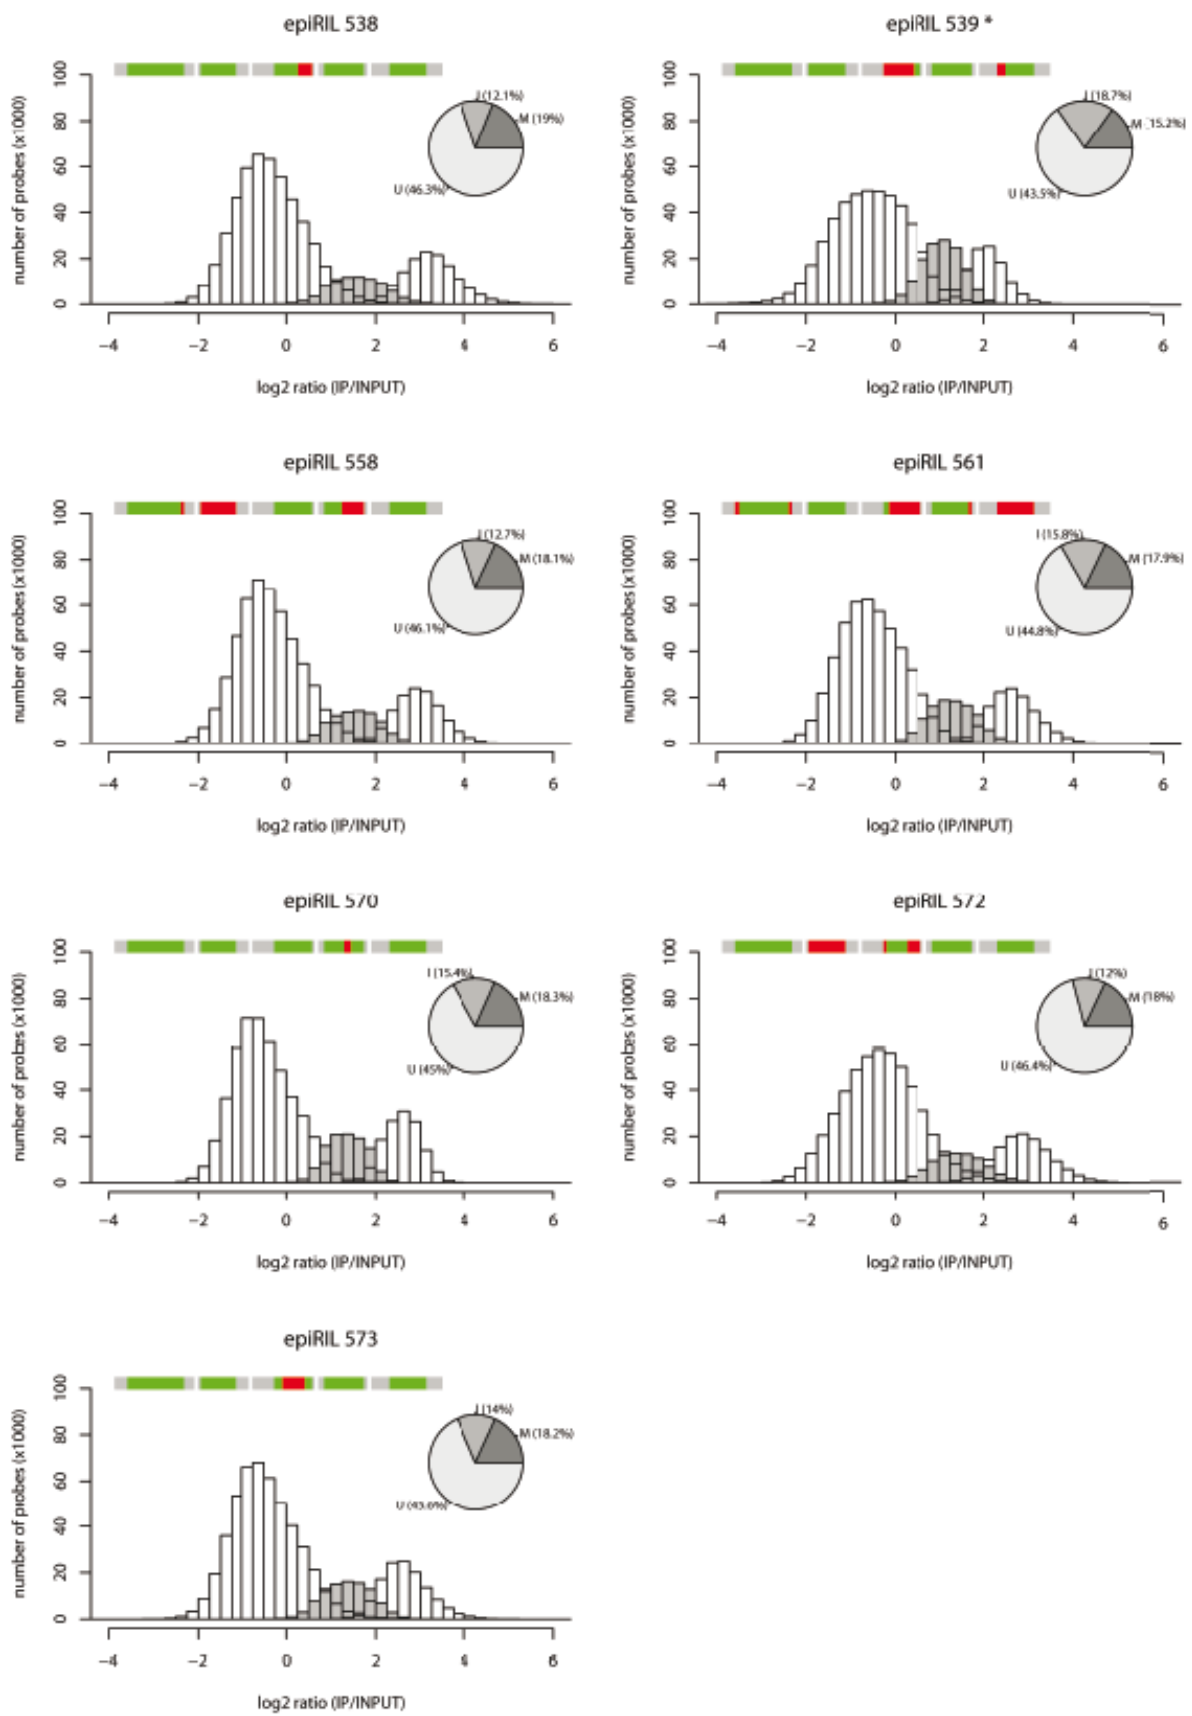 epiRIL 538
100
80
60
40
20
0
number of probes (x1000)
I (12.1%)
M (19%)
U (46.3%)
−4 −2 0 2 4 6
log2 ratio (IP/INPUT)
epiRIL 539 *
100
80
60
40
20
0
number of probes (x1000)
I (18.7%)
M (15.2%)
U (43.5%)
−4 −2 0 2 4 6
log2 ratio (IP/INPUT)
epiRIL 558
100
80
60
40
20
0
number of probes (x1000)
I (12.7%)
M (18.1%)
U (46.1%)
−4 −2 0 2 4 6
log2 ratio (IP/INPUT)
epiRIL 561
100
80
60
40
20
0
number of probes (x1000)
I (15.8%)
M (17.9%)
U (44.8%)
−4 −2 0 2 4 6
log2 ratio (IP/INPUT)
epiRIL 570
100
80
60
40
20
0
number of probes (x1000)
I (15.4%)
M (18.3%)
U (45%)
−4 −2 0 2 4 6
log2 ratio (IP/INPUT)
epiRIL 572
100
80
60
40
20
0
number of probes (x1000)
I (12%)
M (18%)
U (46.4%)
−4 −2 0 2 4 6
log2 ratio (IP/INPUT)
epiRIL 573
100
80
60
40
20
0
number of probes (x1000)
I (14%)
M (18.2%)
U (45.6%)
−4 −2 0 2 4 6
log2 ratio (IP/INPUT)